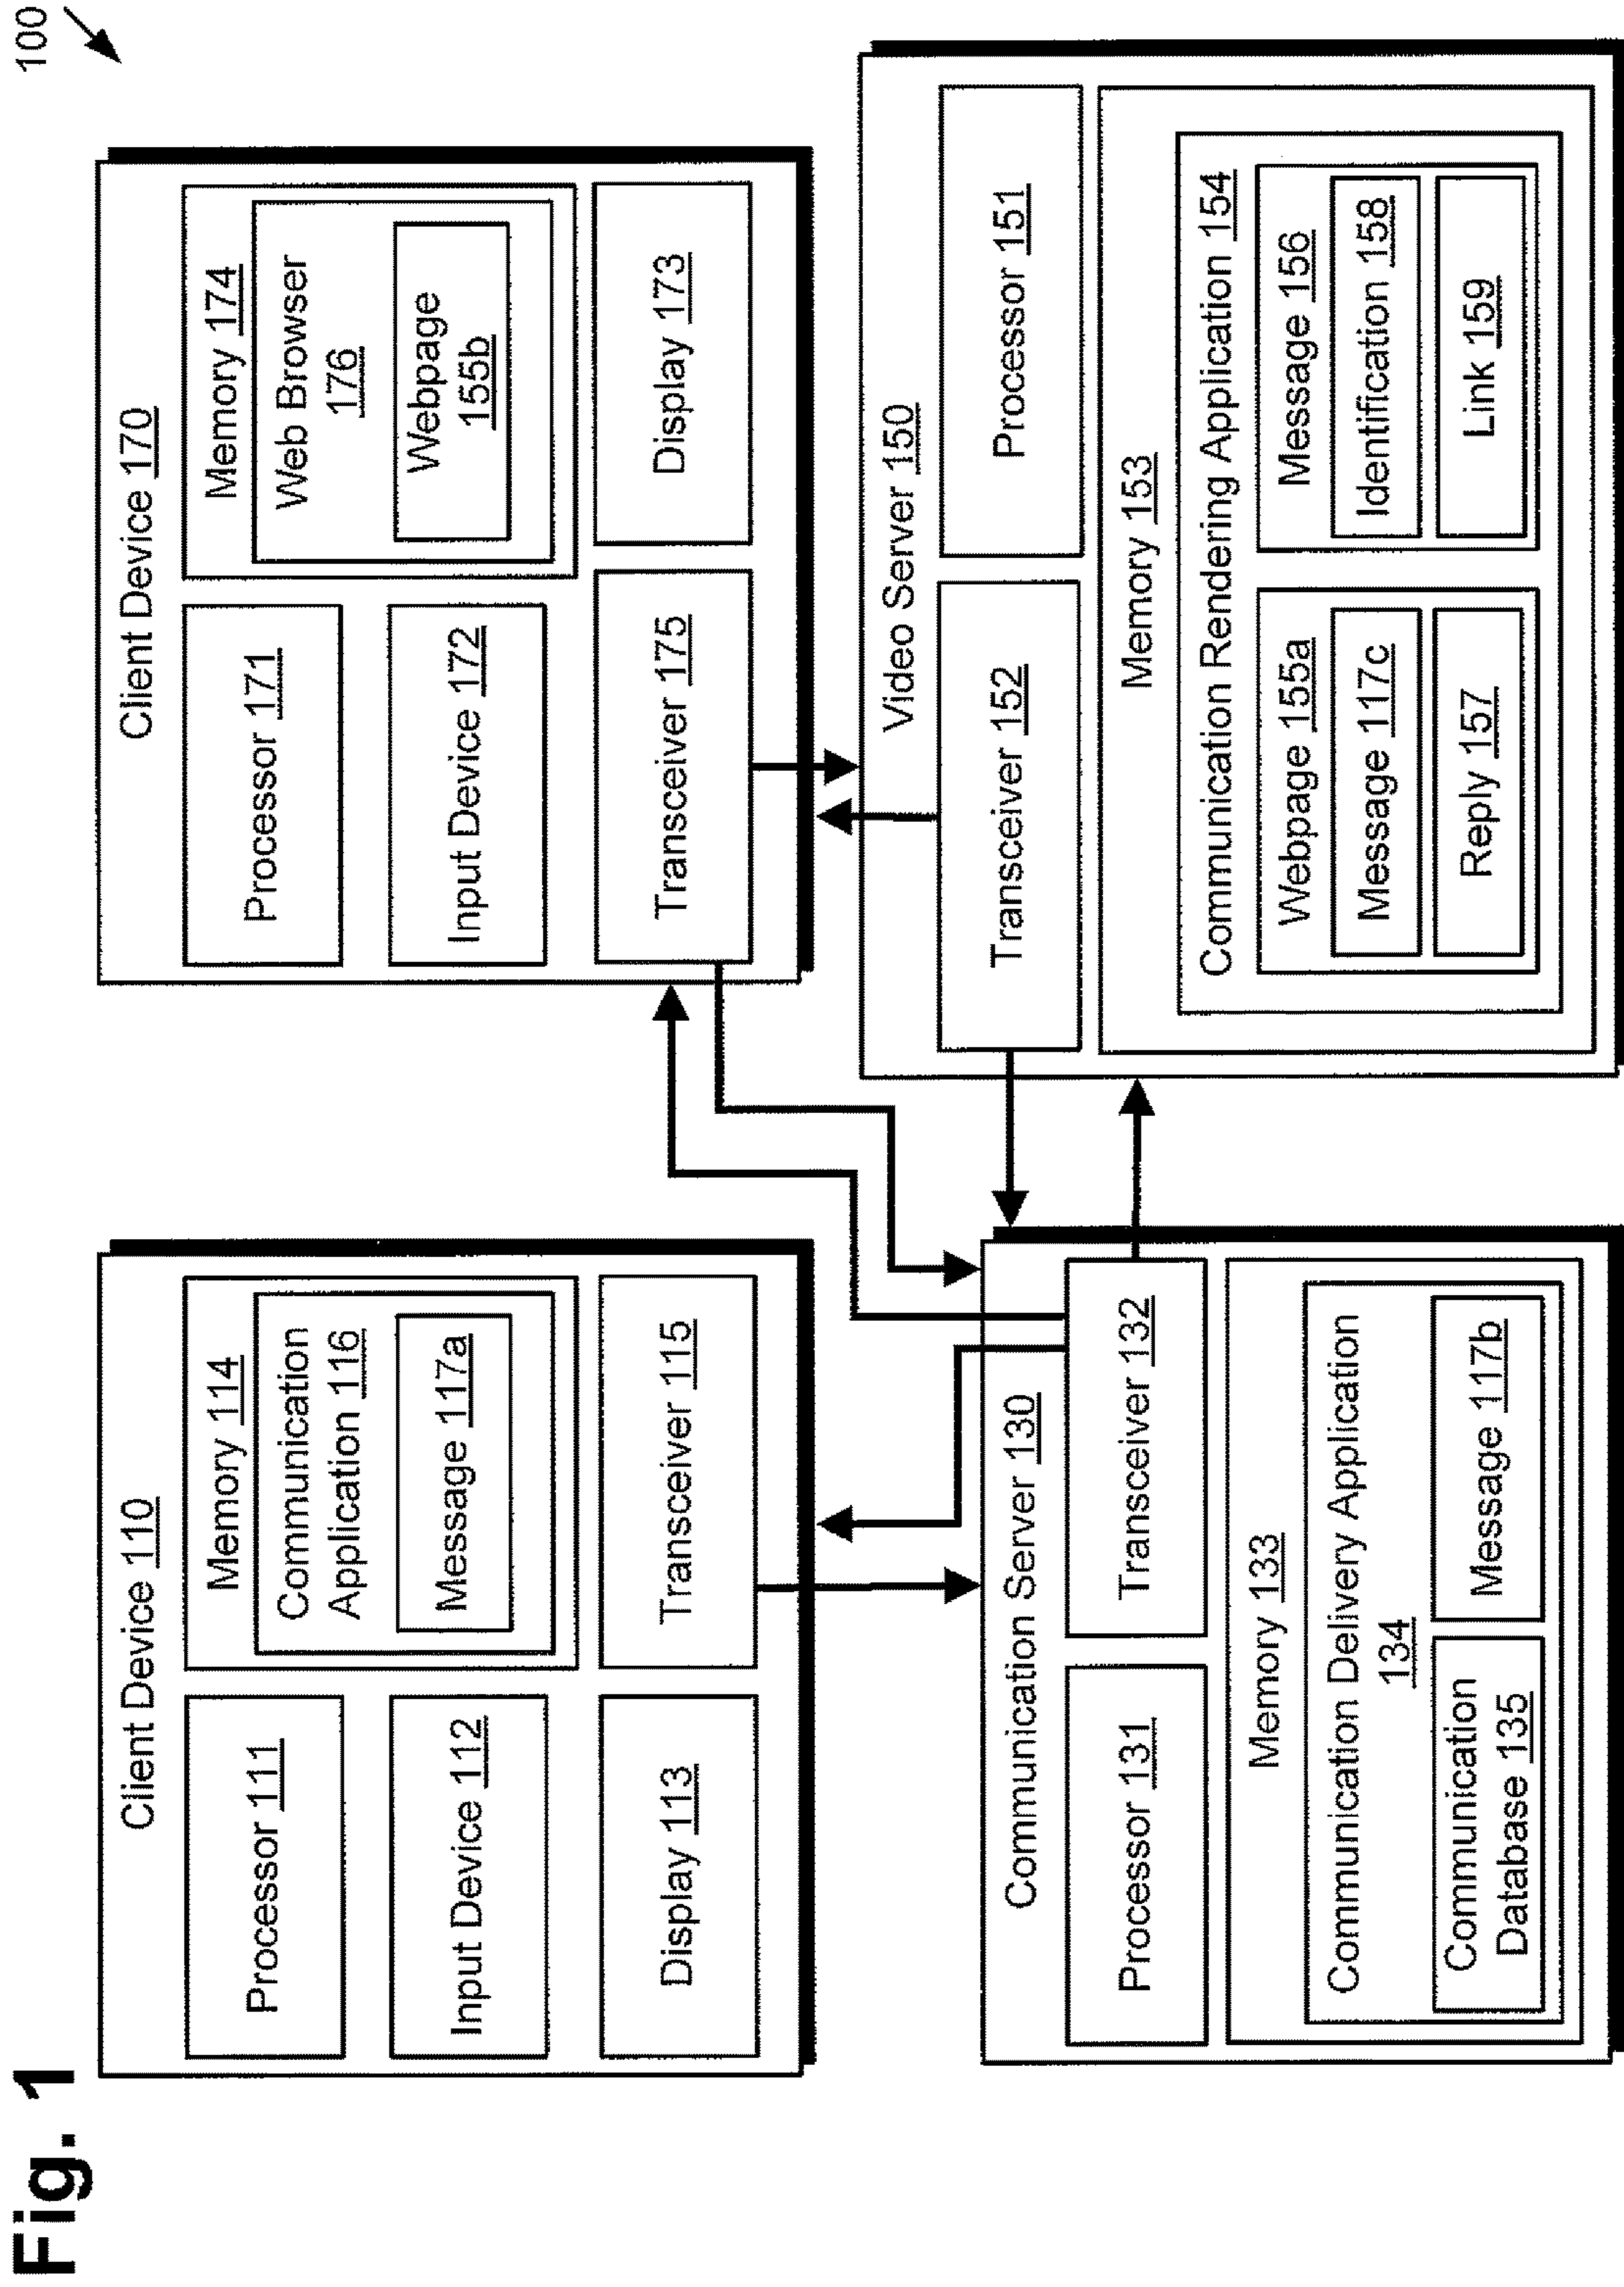 Fig. 1
100
Client Device 110
Processor 111
Input Device 112
Display 113
Memory 114
Communication
Application 116
Message 117a
Transceiver 115
Client Device 170
Processor 171
Input Device 172
Transceiver 175
Memory 174
Web Browser
176
Webpage
155b
Display 173
Communication Server 130
Processor 131
Transceiver 132
Memory 133
Communication Delivery Application
134
Communication
Database 135
Message 117b
Video Server 150
Transceiver 152
Processor 151
Memory 153
Communication Rendering Application 154
Webpage 155a
Message 117c
Reply 157
Message 156
Identification 158
Link 159